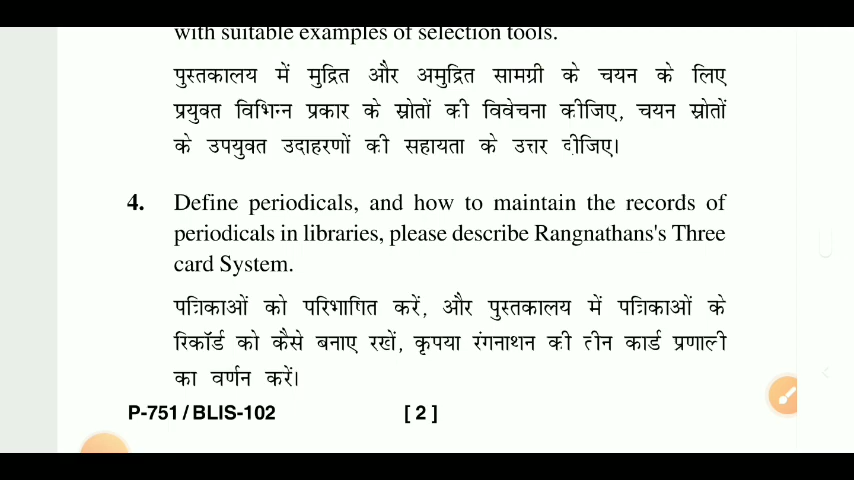 with suitable examples of selection tools.
पुस्तकालय में मुद्रित और अमुद्रित सामग्री के चयन के लिए
प्रयुक्त विभिन्न प्रकार के स्रोतों की विवेचना कीजिए, चयन स्रोतों
के उपयुक्त उदाहरणों की सहायता के उत्तर दीजिए।
4. Define periodicals, and how to maintain the records of
periodicals in libraries, please describe Rangnathans's Three
card System.
पत्रिकाओं को परिभाषित करें, और पुस्तकालय में पत्रिकाओं के
रिकॉर्ड को कैसे बनाए रखें, कृपया रंगनाथन की तीन कार्ड प्रणाली
का वर्णन करें।
P-751 / BLIS-102 [ 2 ]